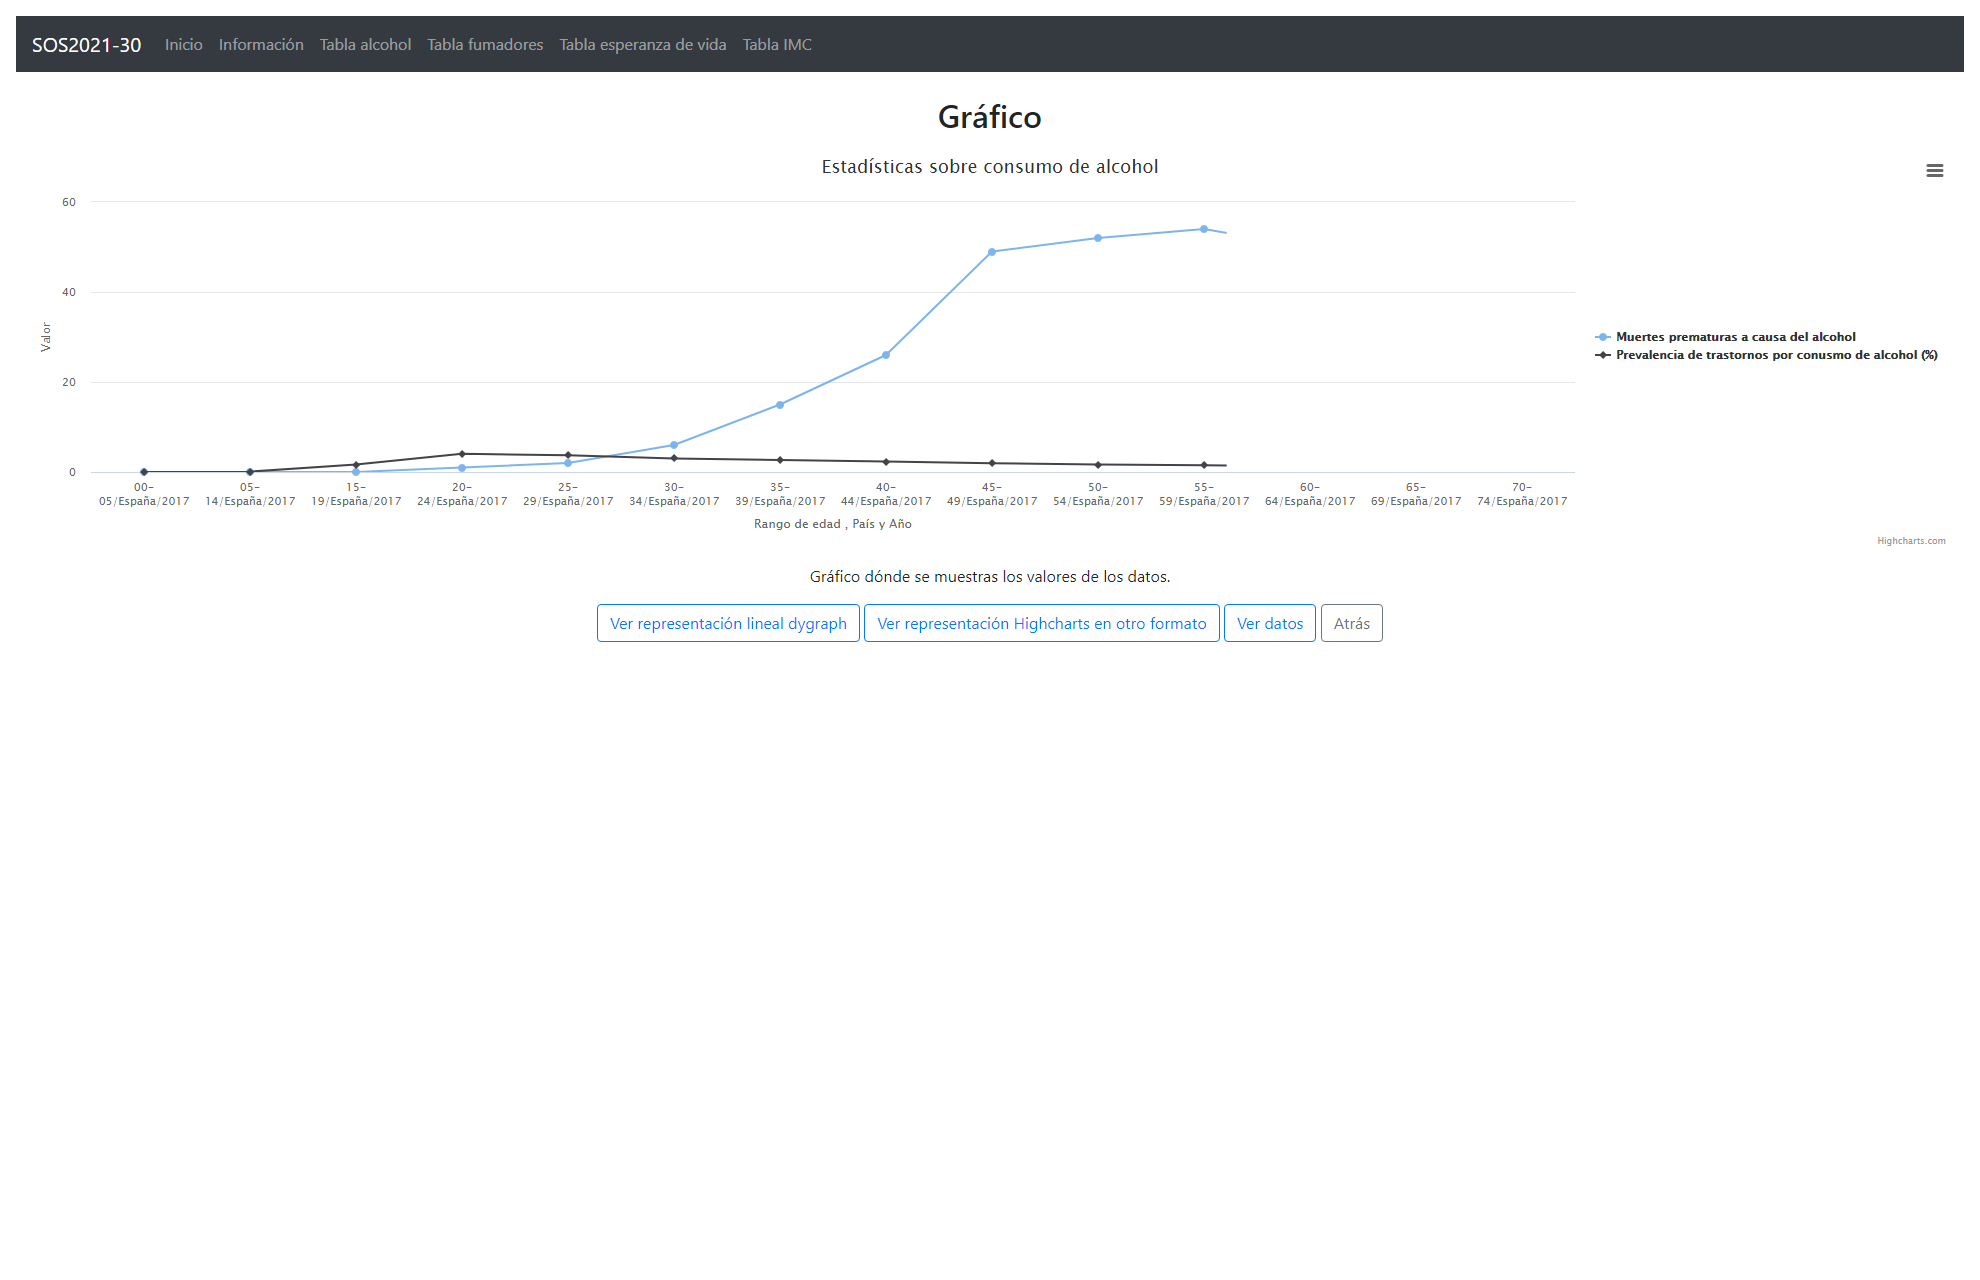 SOS2021-30 Inicio Información Tabla alcohol Tabla fumadores Tabla esperanza de vida Tabla IMC
Gráfico
Estadísticas sobre consumo de alcohol
60
40
20
0
Valor
00-
05/España/2017
05-
14/España/2017
15-
19/España/2017
20-
24/España/2017
25-
29/España/2017
30-
34/España/2017
35-
39/España/2017
40-
44/España/2017
45-
49/España/2017
50-
54/España/2017
55-
59/España/2017
60-
64/España/2017
65-
69/España/2017
70-
74/España/2017
Rango de edad , País y Año
Muertes prematuras a causa del alcohol
Prevalencia de trastornos por conusmo de alcohol (%)
Highcharts.com
Gráfico dónde se muestras los valores de los datos.
Ver representación lineal dygraph Ver representación Highcharts en otro formato Ver datos Atrás